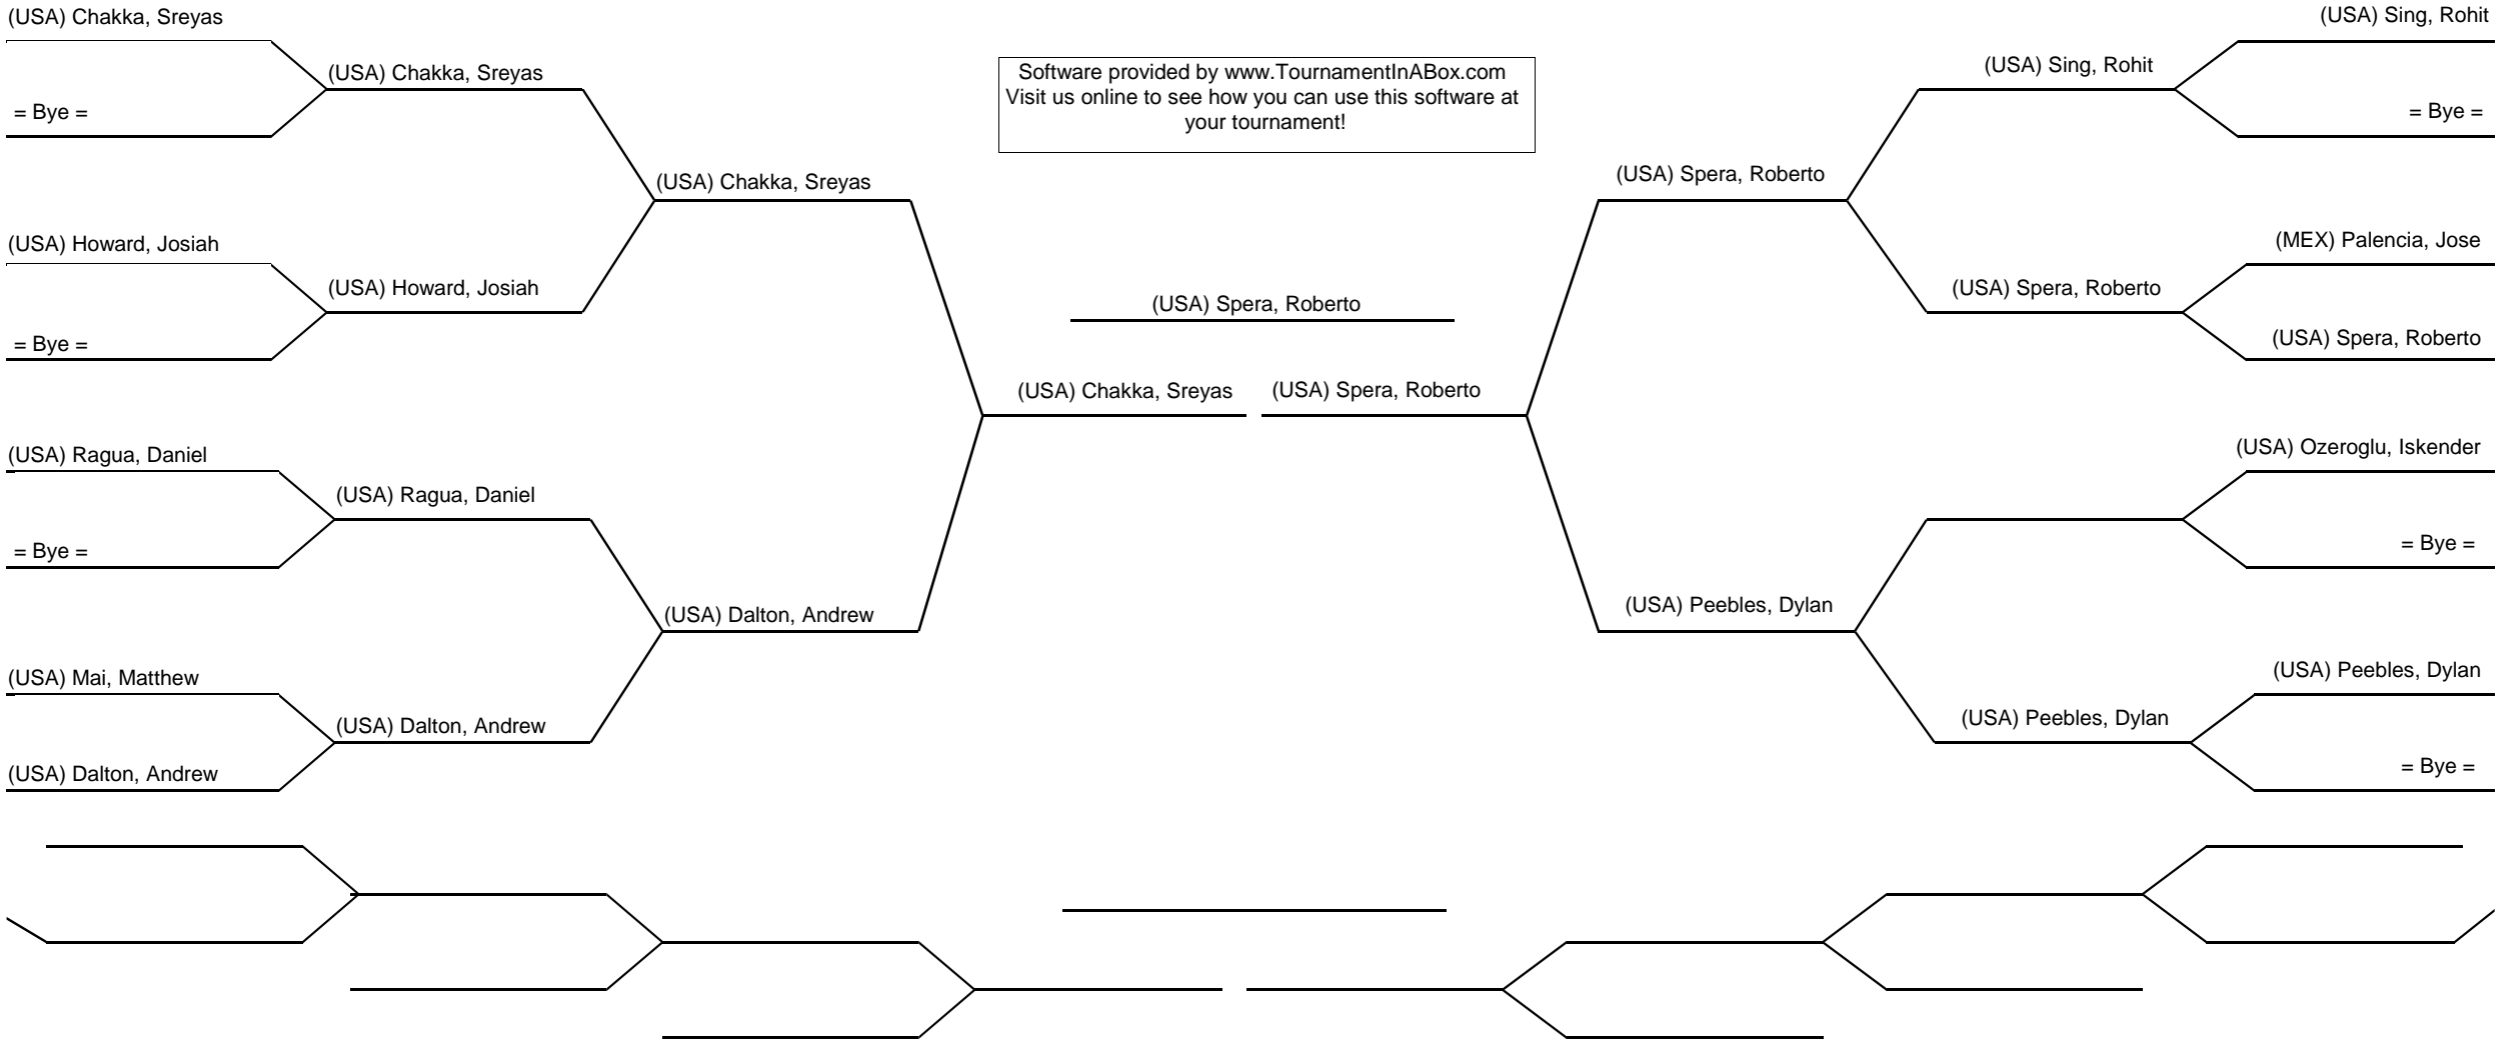 (USA) Chakka, Sreyas
= Bye =
(USA) Howard, Josiah
= Bye =
(USA) Ragua, Daniel
= Bye =
(USA) Mai, Matthew
(USA) Dalton, Andrew
(USA) Chakka, Sreyas
(USA) Howard, Josiah
(USA) Ragua, Daniel
(USA) Dalton, Andrew
(USA) Chakka, Sreyas
(USA) Dalton, Andrew
Software provided by www.TournamentInABox.com
Visit us online to see how you can use this software at
your tournament!
(USA) Spera, Roberto
(USA) Chakka, Sreyas
(USA) Spera, Roberto
(USA) Spera, Roberto
(USA) Peebles, Dylan
(USA) Sing, Rohit
(USA) Spera, Roberto
(USA) Peebles, Dylan
(USA) Sing, Rohit
= Bye =
(MEX) Palencia, Jose
(USA) Spera, Roberto
(USA) Ozeroglu, Iskender
= Bye =
(USA) Peebles, Dylan
= Bye =